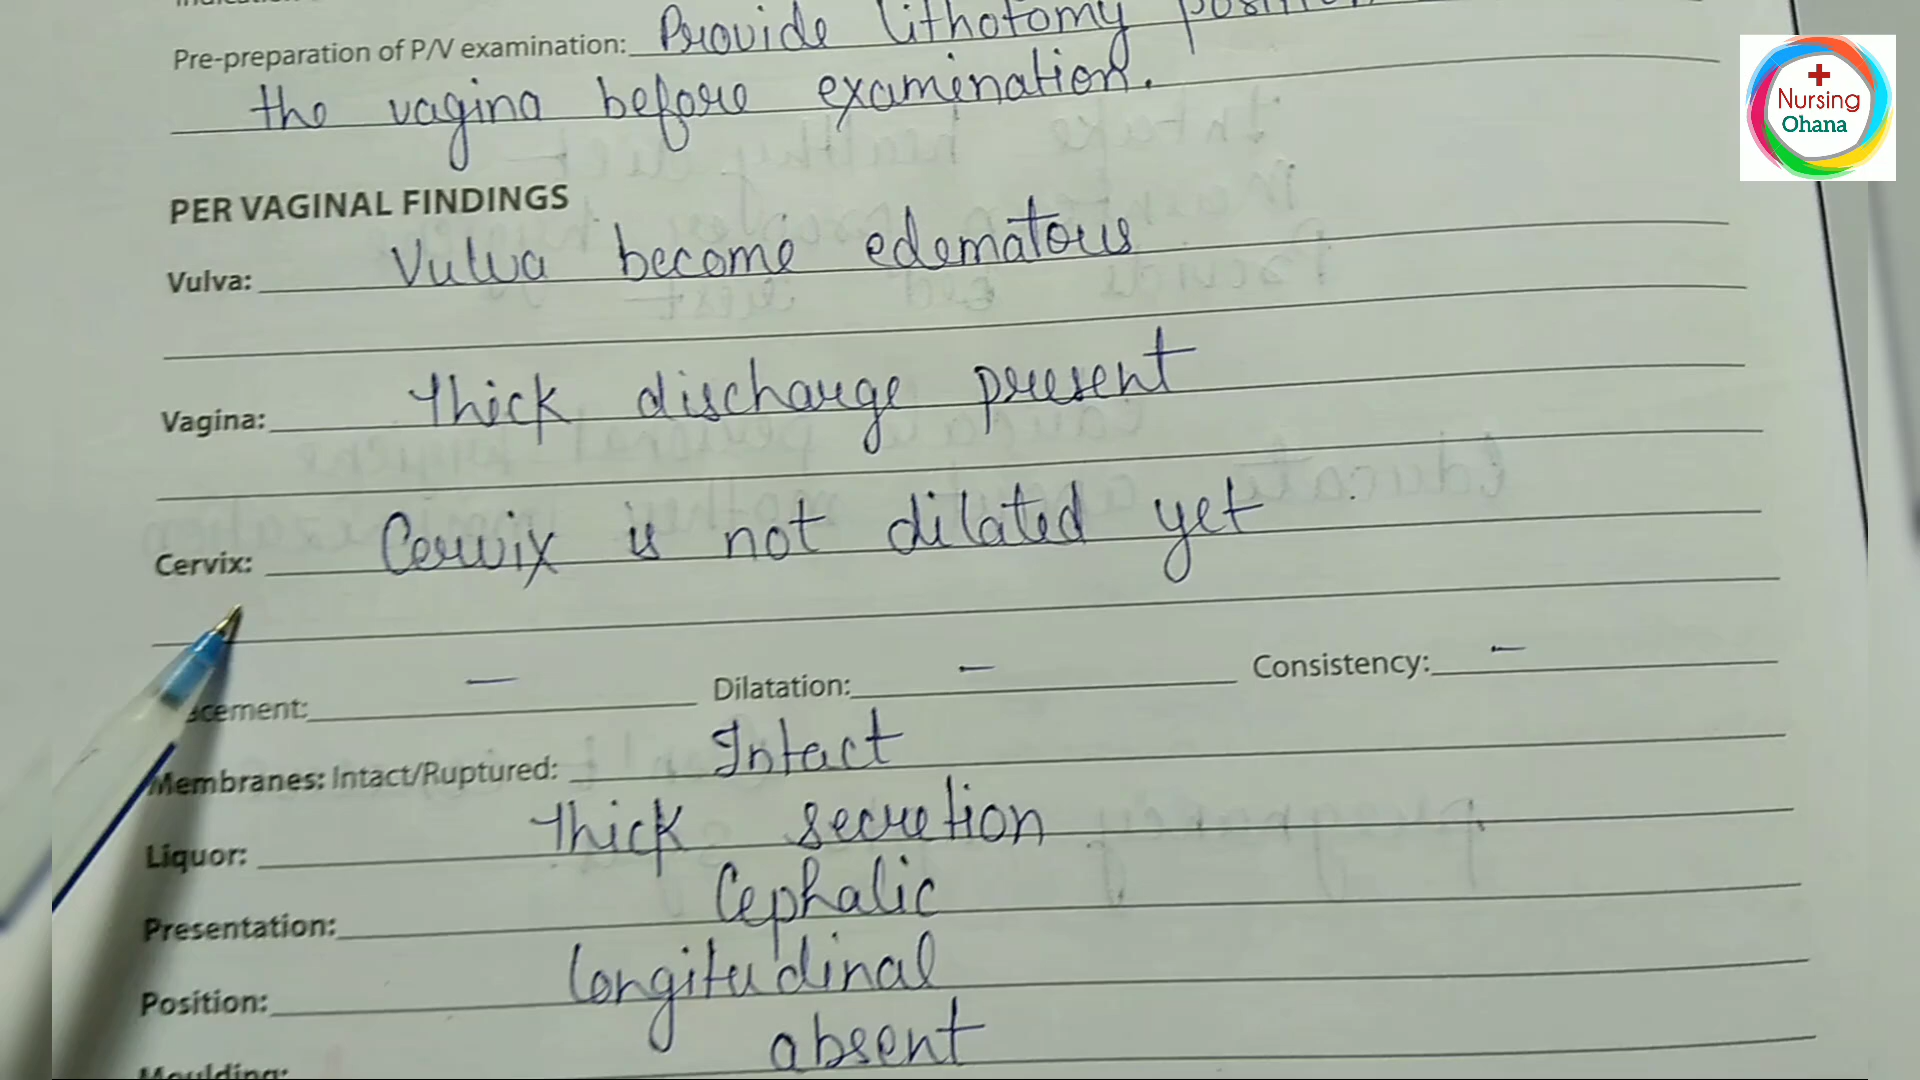 Pre-preparation of P/V examination: Provide lithotomy
the vagina before examination.
Nursing
Ohana
PER VAGINAL FINDINGS
Vulva: Vulva become edematous
Vagina: thick discharge present
Cervix: Cervix is not dilated yet
acement: — Dilatation: — Consistency: —
Membranes: Intact/Ruptured: Intact
Liquor: thick secretion
Presentation: Cephalic
Position: longitudinal
Moulding: absent